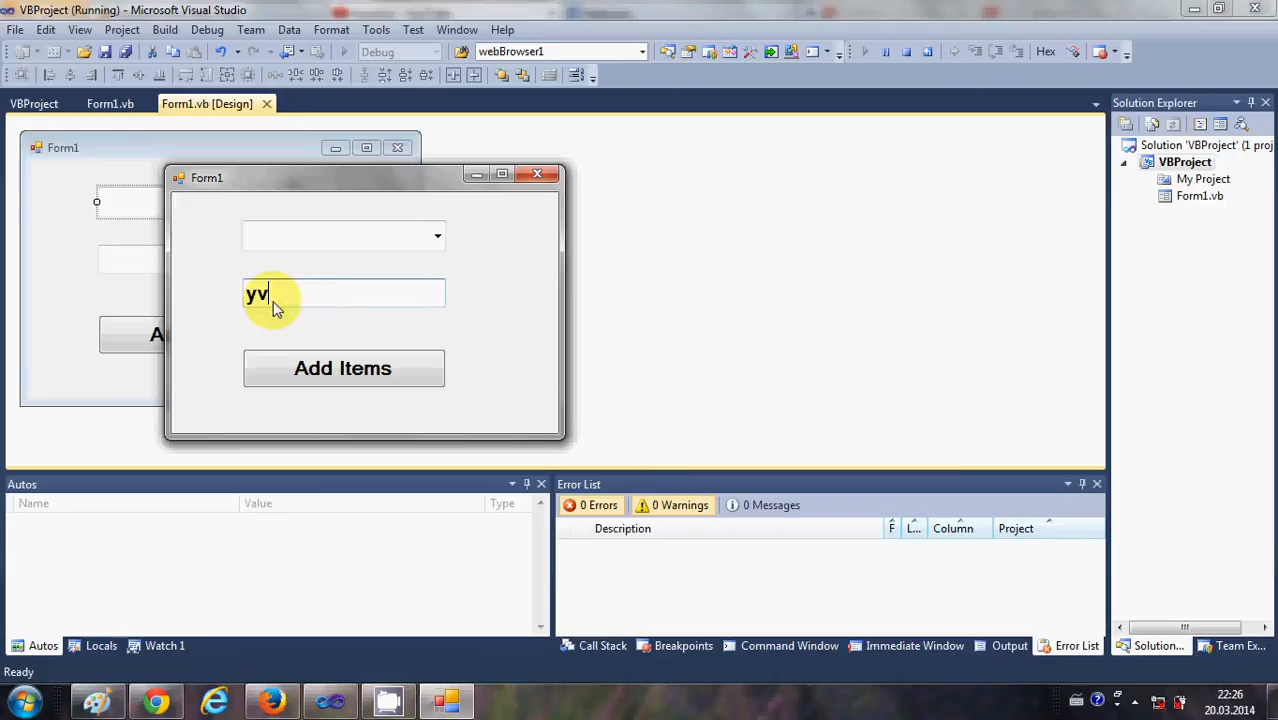 VBProject (Running) - Microsoft Visual Studio
File Edit View Project Build Debug Team Data Format Tools Test Window Help
Debug webBrowser1 Hex
VBProject Form1.vb Form1.vb [Design]
Solution Explorer
Solution 'VBProject' (1 proj
VBProject
My Project
Form1.vb
Form1
A
Form1
yv
Add Items
Autos
Name Value Type
Error List
0 Errors 0 Warnings 0 Messages
Description F L... Column Project
Autos Locals Watch 1
Call Stack Breakpoints Command Window Immediate Window Output Error List
Solution... Team Ex...
Ready
22:26
20.03.2014